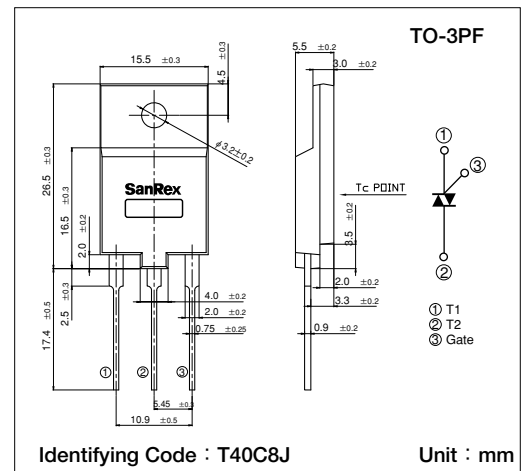 TO-3PF
15.5 ±0.3
4.5 ±0.3
5.5 ±0.2
3.0 ±0.2
φ3.2±0.2
26.5 ±0.3
16.5 ±0.3
SanRex
2.0 ±0.3
Tc POINT
3.5 ±0.2
2.0 ±0.2
3.3 ±0.2
0.9 ±0.2
4.0 ±0.2
2.0 ±0.2
0.75 ±0.25
2.5 ±0.3
17.4 ±0.5
① ② ③
5.45 ±0.3
10.9 ±0.5
①
③
②
① T1
② T2
③ Gate
Identifying Code：T40C8J
Unit：mm